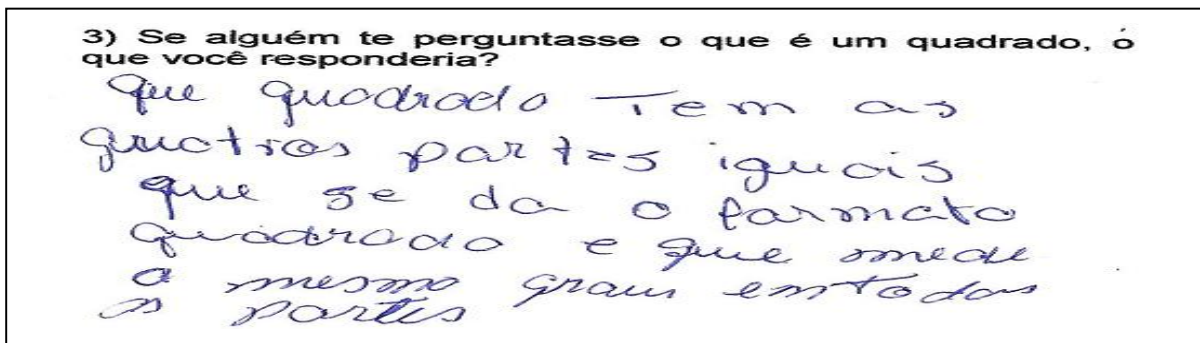 3) Se alguém te perguntasse o que é um quadrado, o
que você responderia?
Que quadrado Tem as
quatros partes iguais
que se da o formato
quadrado e que mede
o mesmo graus em todas
as partes